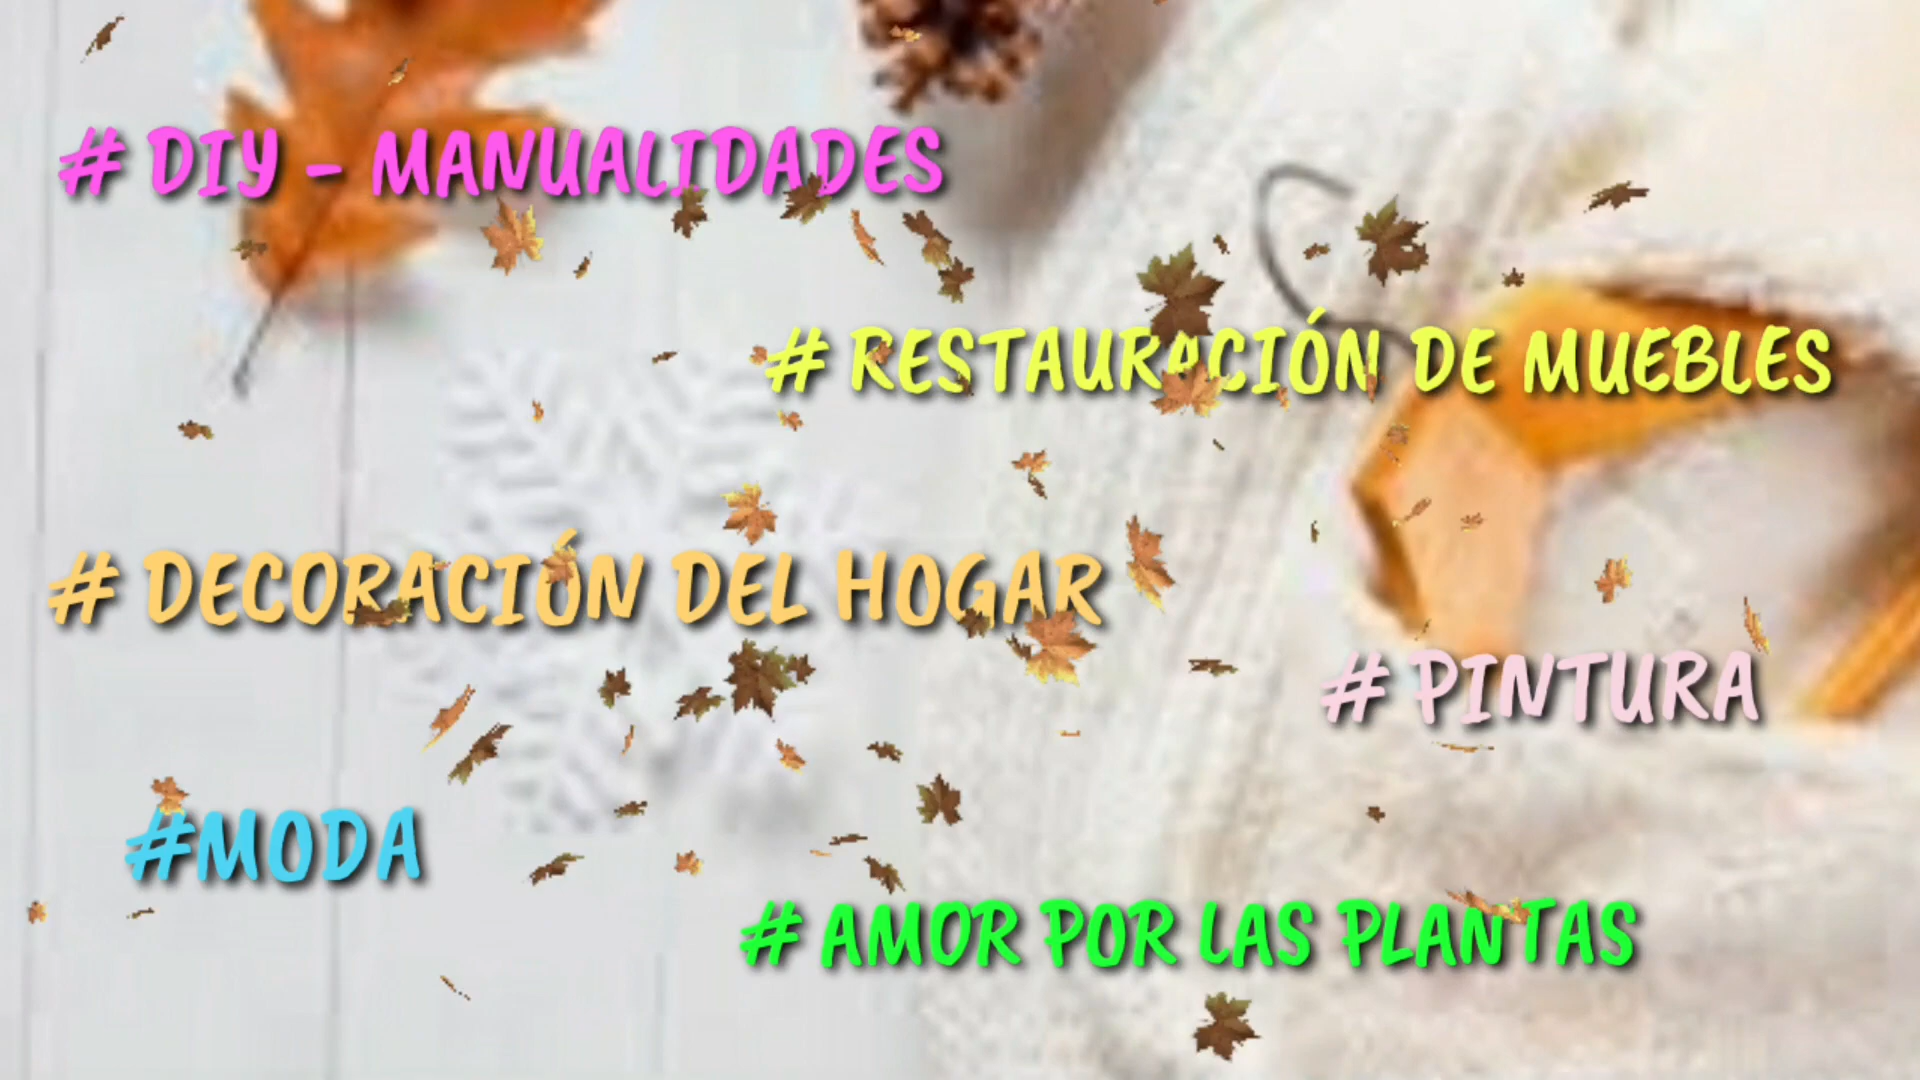 # DIY - MANUALIDADES
# RESTAURACIÓN DE MUEBLES
# DECORACIÓN DEL HOGAR
# PINTURA
#MODA
# AMOR POR LAS PLANTAS